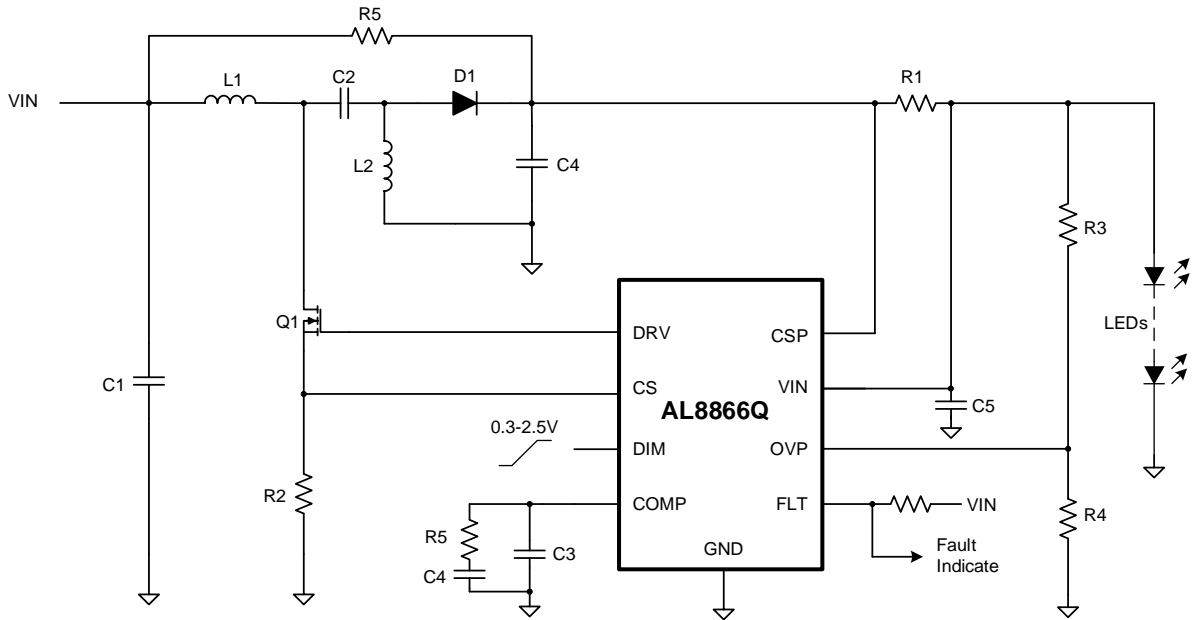 R5
L1
C2
D1
R1
VIN
L2
C4
R3
Q1
DRV
CSP
LEDs
C1
CS
VIN
AL8866Q
C5
0.3-2.5V
DIM
OVP
R2
COMP
FLT
VIN
R4
R5
C3
GND
Fault
Indicate
C4